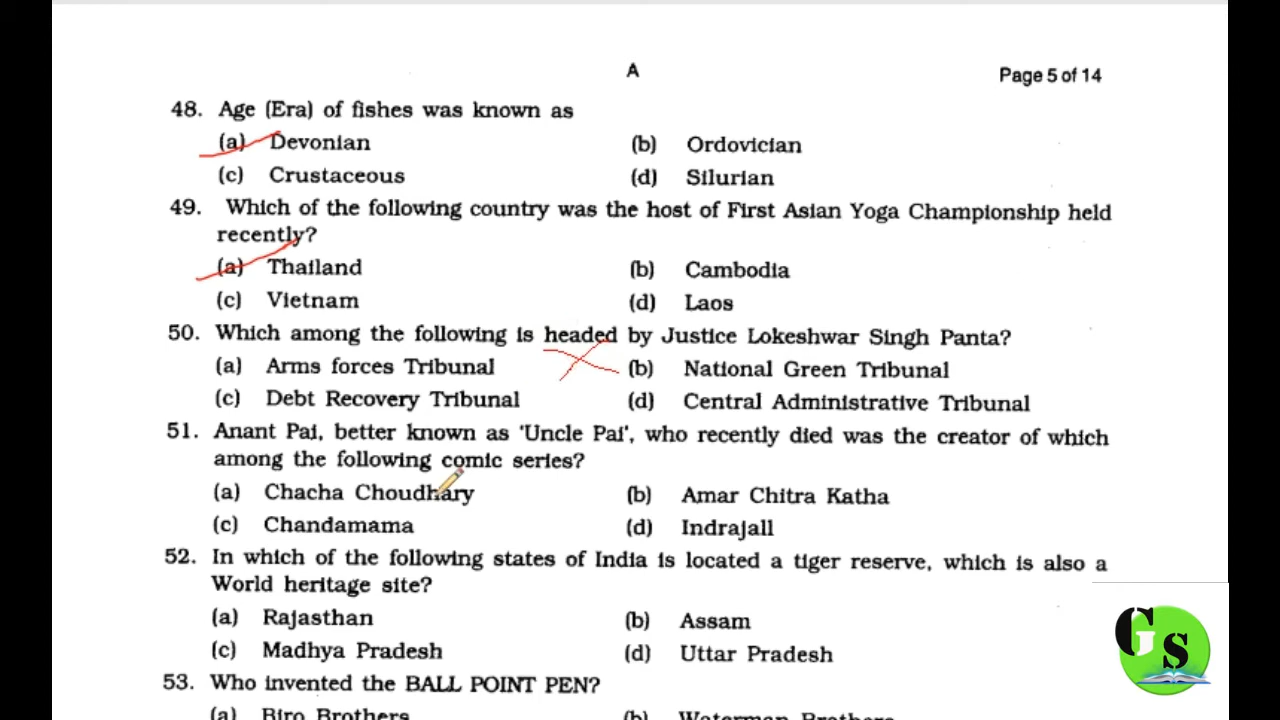 A
Page 5 of 14
48. Age (Era) of fishes was known as
(a) Devonian (b) Ordovician
(c) Crustaceous (d) Silurian
49. Which of the following country was the host of First Asian Yoga Championship held
recently?
(a) Thailand (b) Cambodia
(c) Vietnam (d) Laos
50. Which among the following is headed by Justice Lokeshwar Singh Panta?
(a) Arms forces Tribunal (b) National Green Tribunal
(c) Debt Recovery Tribunal (d) Central Administrative Tribunal
51. Anant Pai, better known as 'Uncle Pai', who recently died was the creator of which
among the following comic series?
(a) Chacha Choudhary (b) Amar Chitra Katha
(c) Chandamama (d) Indrajall
52. In which of the following states of India is located a tiger reserve, which is also a
World heritage site?
(a) Rajasthan (b) Assam
(c) Madhya Pradesh (d) Uttar Pradesh
53. Who invented the BALL POINT PEN?
(a) Biro Brothers (b) Waterman Brothers
GS